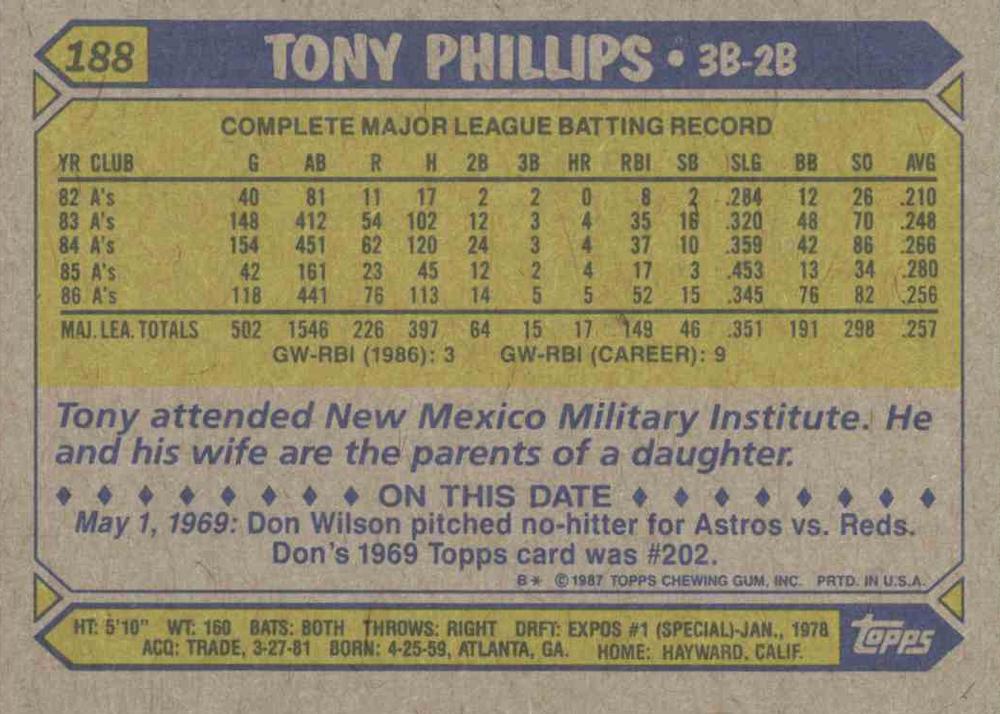 188 TONY PHILLIPS • 3B-2B
COMPLETE MAJOR LEAGUE BATTING RECORD
YR CLUB G AB R H 2B 3B HR RBI SB SLG BB SO AVG
82 A's 40 81 11 17 2 2 0 8 2 .284 12 26 .210
83 A's 148 412 54 102 12 3 4 35 16 .320 48 70 .248
84 A's 154 451 62 120 24 3 4 37 10 .359 42 86 .266
85 A's 42 161 23 45 12 2 4 17 3 .453 13 34 .280
86 A's 118 441 76 113 14 5 5 52 15 .345 76 82 .256
MAJ. LEA. TOTALS 502 1546 226 397 64 15 17 149 46 .351 191 298 .257
GW-RBI (1986): 3 GW-RBI (CAREER): 9
Tony attended New Mexico Military Institute. He
and his wife are the parents of a daughter.
♦ ♦ ♦ ♦ ♦ ♦ ♦ ♦ ON THIS DATE ♦ ♦ ♦ ♦ ♦ ♦ ♦ ♦
May 1, 1969: Don Wilson pitched no-hitter for Astros vs. Reds.
Don's 1969 Topps card was #202.
B* © 1987 TOPPS CHEWING GUM, INC. PRTD. IN U.S.A.
HT: 5'10" WT: 160 BATS: BOTH THROWS: RIGHT DRFT: EXPOS #1 (SPECIAL)-JAN., 1978
ACQ: TRADE, 3-27-81 BORN: 4-25-59, ATLANTA, GA. HOME: HAYWARD, CALIF.
topps